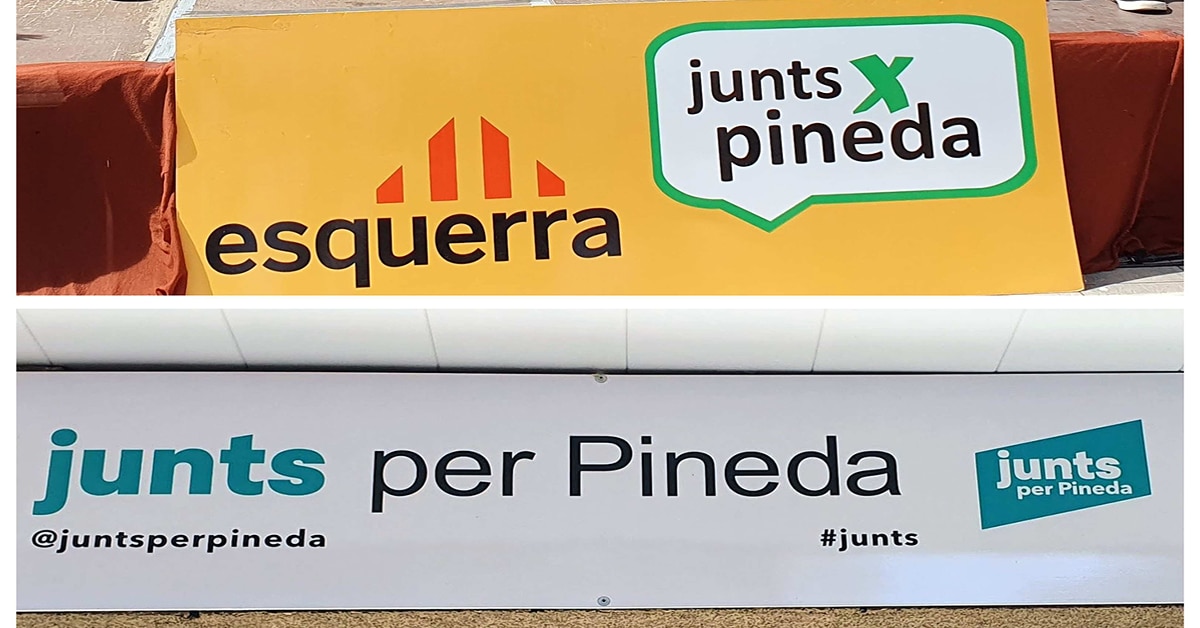 junts x
pineda
esquerra
junts per Pineda
@juntsperpineda
#junts
junts
per Pineda